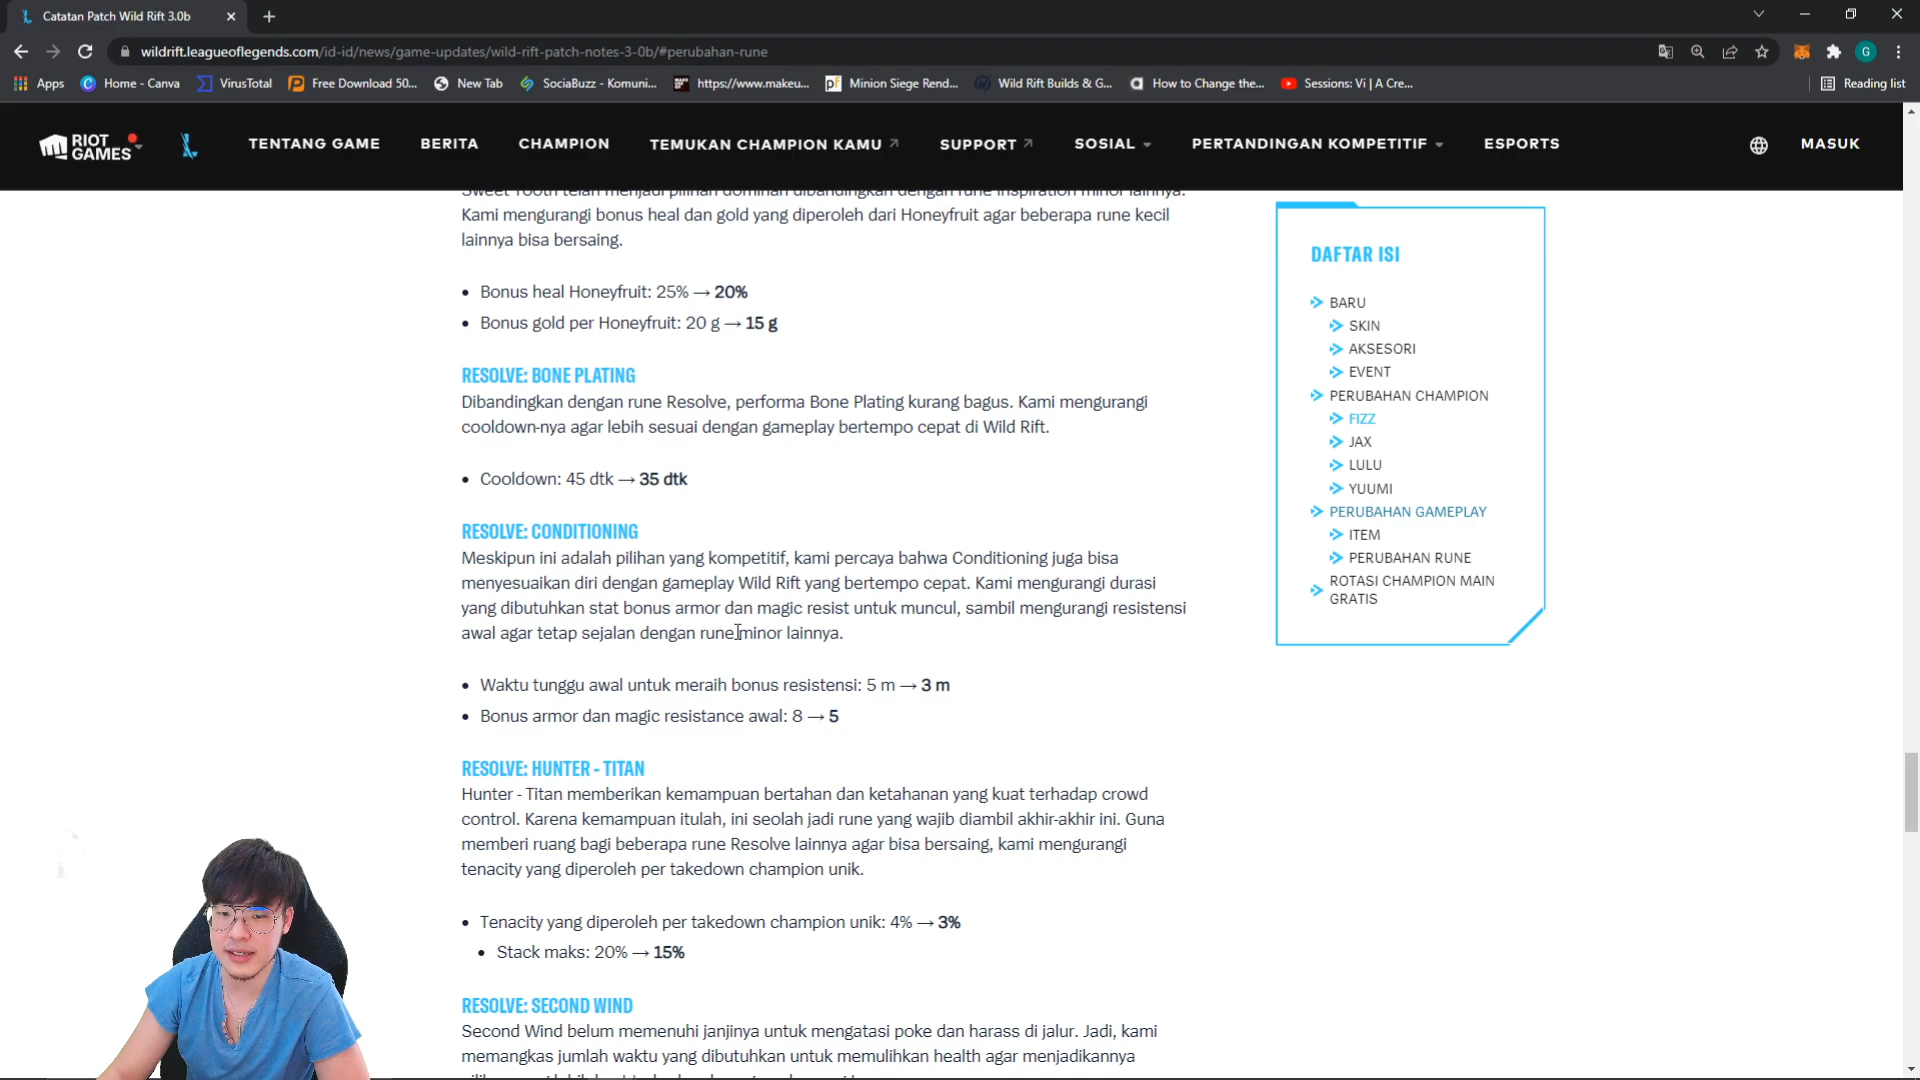 Catatan Patch Wild Rift 3.0b
wildrift.leagueoflegends.com/id-id/news/game-updates/wild-rift-patch-notes-3-0b/#perubahan-rune
G
Apps
Home - Canva
VirusTotal
Free Download 50...
New Tab
SociaBuzz - Komuni...
https://www.makeu...
Minion Siege Rend...
Wild Rift Builds & G...
How to Change the...
Sessions: Vi | A Cre...
Reading list
RIOT GAMES
TENTANG GAME
BERITA
CHAMPION
TEMUKAN CHAMPION KAMU
SUPPORT
SOSIAL
PERTANDINGAN KOMPETITIF
ESPORTS
MASUK
Sweet Tooth telah menjadi pilihan dominan dibandingkan dengan rune Inspiration minor lainnya.
Kami mengurangi bonus heal dan gold yang diperoleh dari Honeyfruit agar beberapa rune kecil
lainnya bisa bersaing.
• Bonus heal Honeyfruit: 25% → 20%
• Bonus gold per Honeyfruit: 20 g → 15 g
RESOLVE: BONE PLATING
Dibandingkan dengan rune Resolve, performa Bone Plating kurang bagus. Kami mengurangi
cooldown-nya agar lebih sesuai dengan gameplay bertempo cepat di Wild Rift.
• Cooldown: 45 dtk → 35 dtk
RESOLVE: CONDITIONING
Meskipun ini adalah pilihan yang kompetitif, kami percaya bahwa Conditioning juga bisa
menyesuaikan diri dengan gameplay Wild Rift yang bertempo cepat. Kami mengurangi durasi
yang dibutuhkan stat bonus armor dan magic resist untuk muncul, sambil mengurangi resistensi
awal agar tetap sejalan dengan rune minor lainnya.
• Waktu tunggu awal untuk meraih bonus resistensi: 5 m → 3 m
• Bonus armor dan magic resistance awal: 8 → 5
RESOLVE: HUNTER - TITAN
Hunter - Titan memberikan kemampuan bertahan dan ketahanan yang kuat terhadap crowd
control. Karena kemampuan itulah, ini seolah jadi rune yang wajib diambil akhir-akhir ini. Guna
memberi ruang bagi beberapa rune Resolve lainnya agar bisa bersaing, kami mengurangi
tenacity yang diperoleh per takedown champion unik.
• Tenacity yang diperoleh per takedown champion unik: 4% → 3%
• Stack maks: 20% → 15%
RESOLVE: SECOND WIND
Second Wind belum memenuhi janjinya untuk mengatasi poke dan harass di jalur. Jadi, kami
memangkas jumlah waktu yang dibutuhkan untuk memulihkan health agar menjadikannya
DAFTAR ISI
BARU
SKIN
AKSESORI
EVENT
PERUBAHAN CHAMPION
FIZZ
JAX
LULU
YUUMI
PERUBAHAN GAMEPLAY
ITEM
PERUBAHAN RUNE
ROTASI CHAMPION MAIN
GRATIS